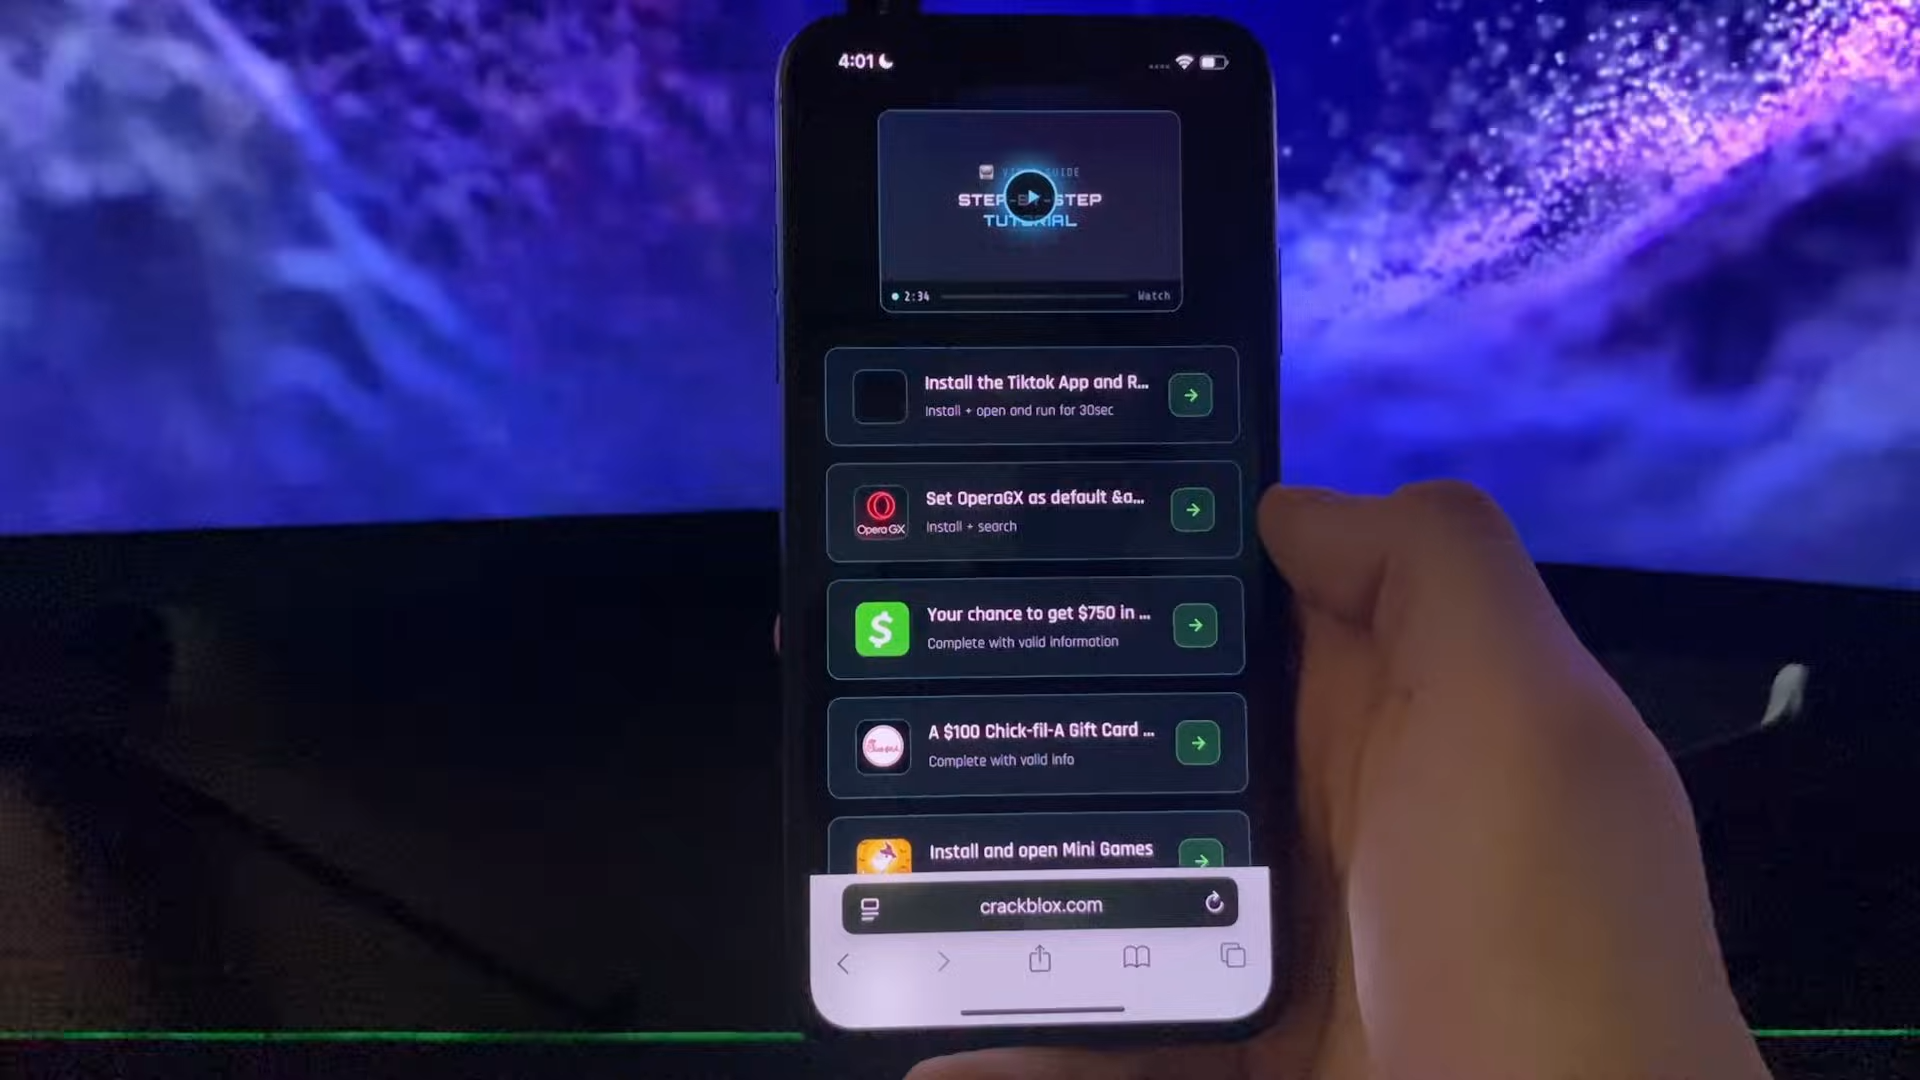 4:01
STEP-BY-STEP
TUTORIAL
2:34
Watch
Install the Tiktok App and R...
Install + open and run for 30sec
Set OperaGX as default &a...
Opera GX
Install + search
Your chance to get $750 in ...
$
Complete with valid information
A $100 Chick-fil-A Gift Card ...
Complete with valid info
Install and open Mini Games
crackblox.com